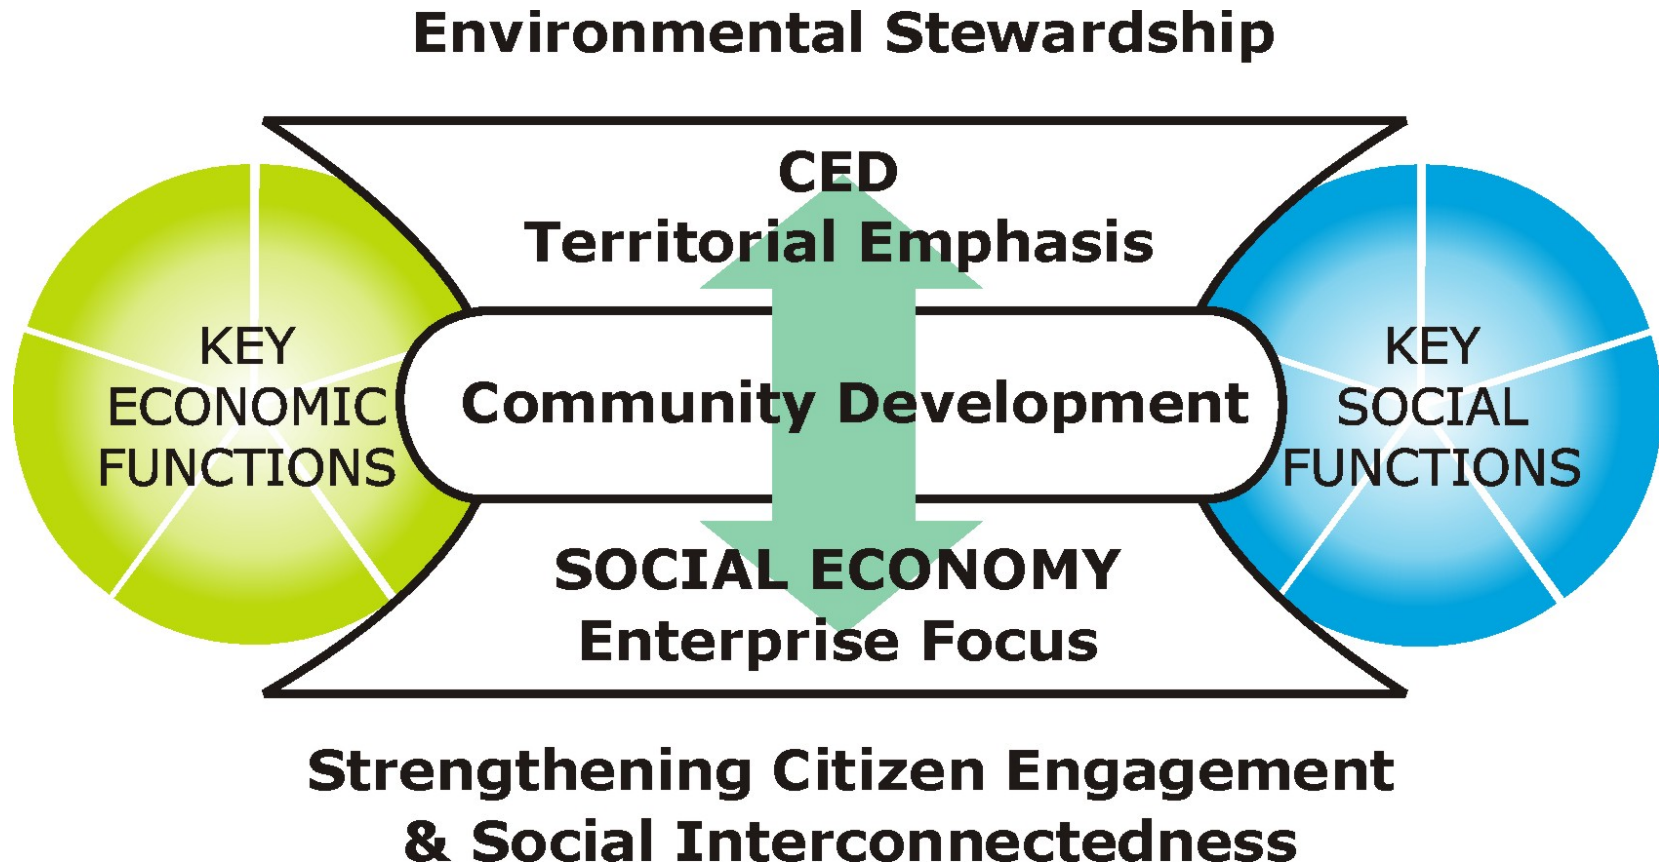 Environmental Stewardship
CED
Territorial Emphasis
KEY
ECONOMIC
FUNCTIONS
Community Development
KEY
SOCIAL
FUNCTIONS
SOCIAL ECONOMY
Enterprise Focus
Strengthening Citizen Engagement
& Social Interconnectedness